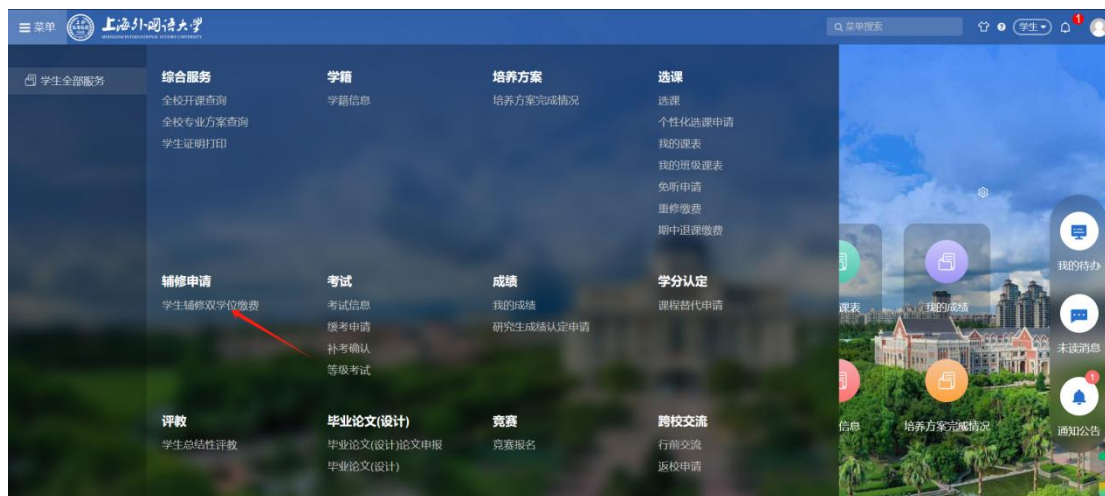 菜单 上海外国语大学 菜单搜索 学生 1
SHANGHAI INTERNATIONAL STUDIES UNIVERSITY
学生全部服务
综合服务 学籍 培养方案 选课
全校开课查询 学籍信息 培养方案完成情况 选课
全校专业方案查询 个性化选课申请
学生证明打印 我的课表
我的班级课表
免听申请
重修缴费
期中退课缴费
我的待办
辅修申请 考试 成绩 学分认定
学生辅修双学位缴费 考试信息 我的成绩 课程替代申请 课表 我的成绩
缓考申请 研究生成绩认定申请
补考确认 未读消息
等级考试
1
评教 毕业论文(设计) 竞赛 跨校交流 信息 培养方案完成情况 通知公告
学生总结性评教 毕业论文(设计)论文申报 竞赛报名 行前交流
毕业论文(设计) 返校申请